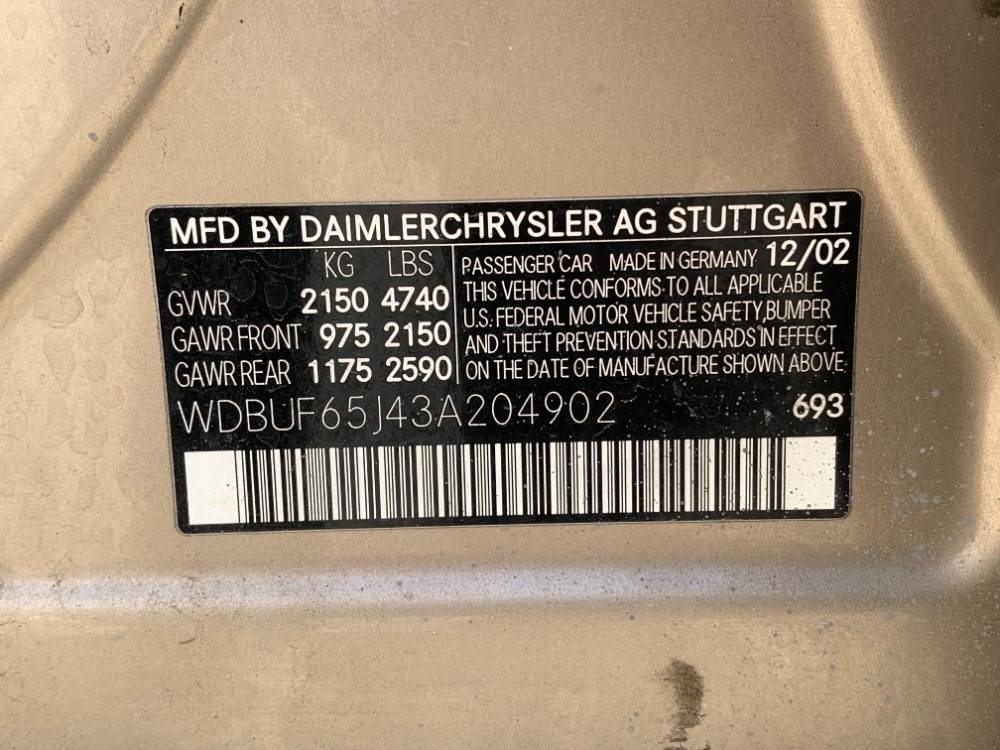 MFD BY DAIMLERCHRYSLER AG STUTTGART
KG LBS
GVWR 2150 4740
GAWR FRONT 975 2150
GAWR REAR 1175 2590
PASSENGER CAR MADE IN GERMANY 12/02
THIS VEHICLE CONFORMS TO ALL APPLICABLE
U.S. FEDERAL MOTOR VEHICLE SAFETY, BUMPER
AND THEFT PREVENTION STANDARDS IN EFFECT
ON THE DATE OF MANUFACTURE SHOWN ABOVE.
WDBUF65J43A204902 693